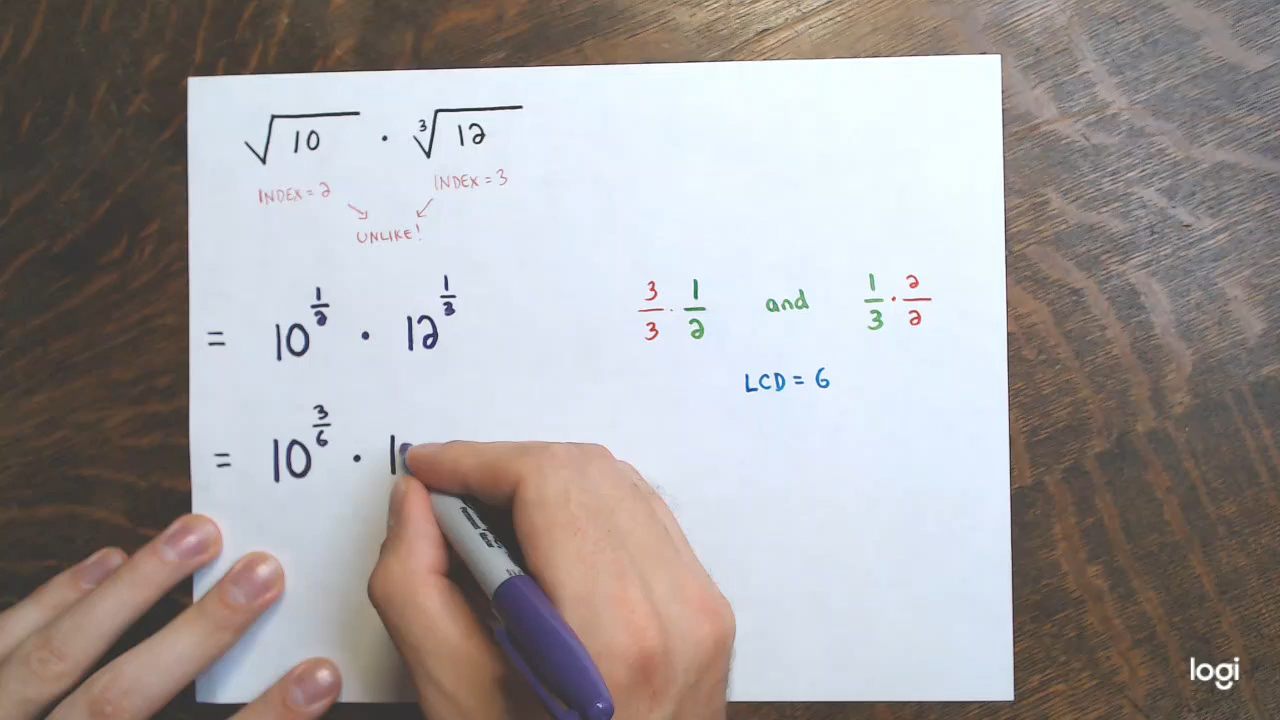 √10 · ∛12
INDEX = 2 INDEX = 3
UNLIKE!
= 10^(1/2) · 12^(1/3)
3/3 · 1/2 and 1/3 · 2/2
LCD = 6
= 10^(3/6) · 1
logi